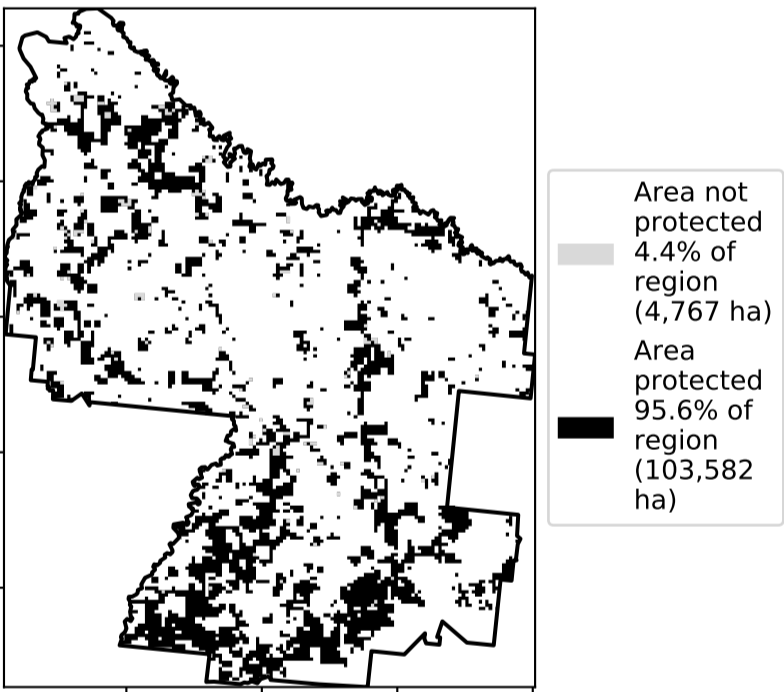 Area not
protected
4.4% of
region
(4,767 ha)
Area
protected
95.6% of
region
(103,582
ha)